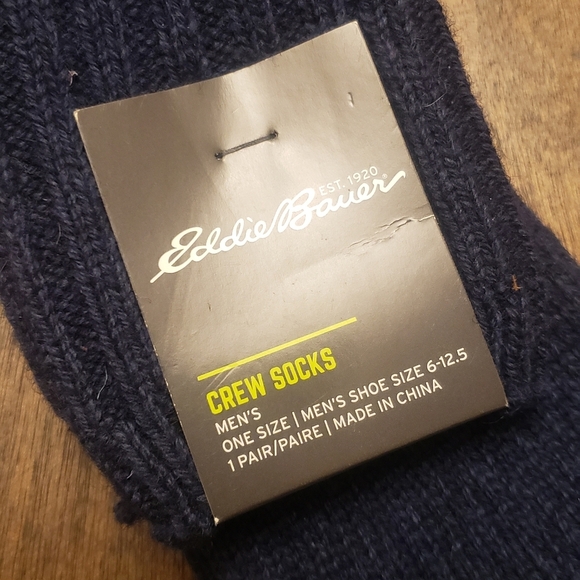 EST. 1920
Eddie Bauer
CREW SOCKS
MEN'S
ONE SIZE | MEN'S SHOE SIZE 6-12.5
1 PAIR/PAIRE | MADE IN CHINA